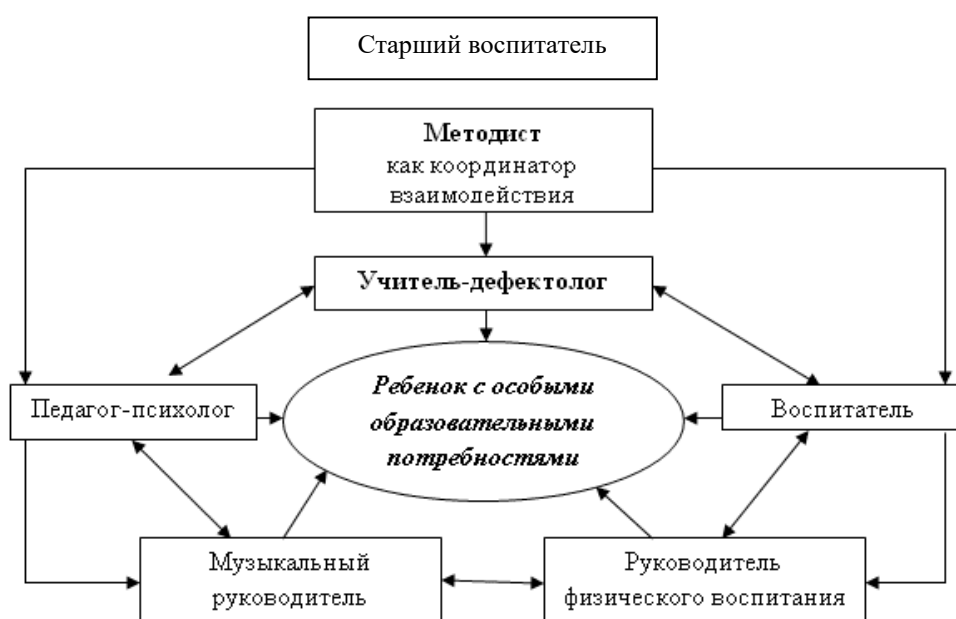 Старший воспитатель
Методист
как координатор
взаимодействия
Учитель-дефектолог
Ребенок с особыми
образовательными
потребностями
Педагог-психолог
Воспитатель
Музыкальный
руководитель
Руководитель
физического воспитания